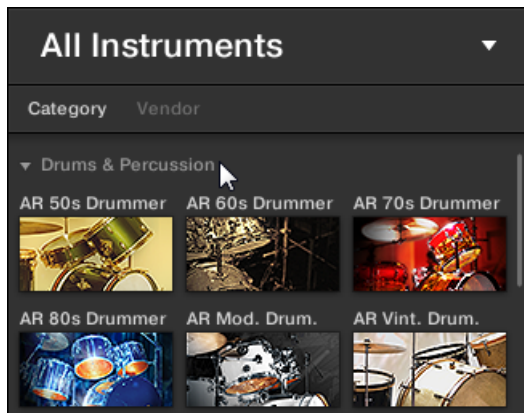 All Instruments
Category Vendor
Drums & Percussion
AR 50s Drummer AR 60s Drummer AR 70s Drummer
AR 80s Drummer AR Mod. Drum. AR Vint. Drum.